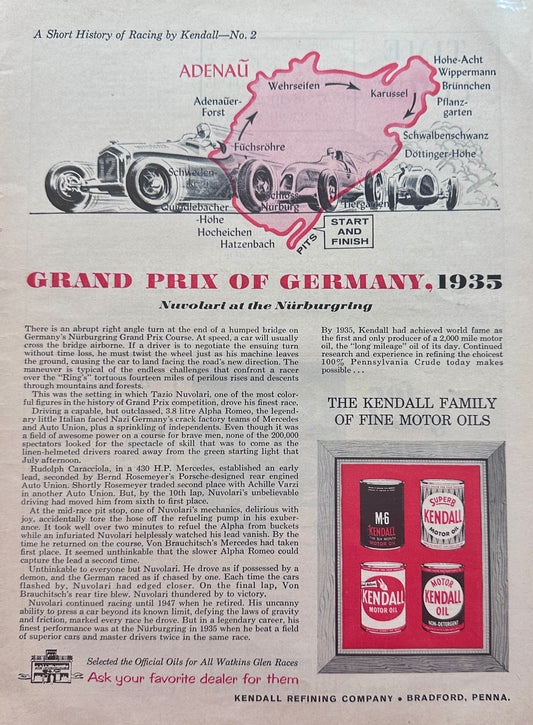 A Short History of Racing by Kendall—No. 2
ADENAU
Wehrseifen
Karussel
Hohe-Acht
Wippermann
Brünnchen
Pflanz-
garten
Schwalbenschwanz
Döttinger-Höhe
Adenaüer-
Forst
Füchsröhre
Schweden-
Quiddlebacher
-Höhe
Hocheichen
Hatzenbach
Schloss
Nürburg
Tiergarten
PITS
START
AND
FINISH
GRAND PRIX OF GERMANY, 1935
Nuvolari at the Nürburgring
There is an abrupt right angle turn at the end of a humped bridge on
Germany's Nürburgring Grand Prix Course. At speed, a car will usually
cross the bridge airborne. If a driver is to negotiate the ensuing turn
without time loss, he must twist the wheel just as his machine leaves
the ground, causing the car to land facing the road's new direction. The
maneuver is typical of the endless challenges that confront a racer
over the "Ring's" tortuous fourteen miles of perilous rises and descents
through mountains and forests.
This was the setting in which Tazio Nuvolari, one of the most color-
ful figures in the history of Grand Prix competition, drove his finest race.
Driving a capable, but outclassed, 3.8 litre Alpha Romeo, the legend-
ary little Italian faced Nazi Germany's crack factory teams of Mercedes
and Auto Union, plus a sprinkling of independents. Even though it was
a field of awesome power on a course for brave men, none of the 200,000
spectators looked for the spectacle of skill that was to come as the
linen-helmeted drivers roared away from the green starting light that
July afternoon.
Rudolph Caracciola, in a 430 H.P. Mercedes, established an early
lead, seconded by Bernd Rosemeyer's Porsche-designed rear engined
Auto Union. Shortly Rosemeyer traded second place with Achille Varzi
in another Auto Union. But, by the 10th lap, Nuvolari's unbelievable
driving had moved him from sixth to first place.
At the mid-race pit stop, one of Nuvolari's mechanics, delirious with
joy, accidentally tore the hose off the refueling pump in his exuber-
ance. It took well over two minutes to refuel the Alpha from buckets
while an infuriated Nuvolari helplessly watched his lead vanish. By the
time he returned on the course, Von Brauchitsch's Mercedes had taken
first place. It seemed unthinkable that the slower Alpha Romeo could
capture the lead a second time.
Unthinkable to everyone but Nuvolari. He drove as if possessed by a
demon, and the German raced as if chased by one. Each time the cars
flashed by, Nuvolari had edged closer. On the final lap, Von
Brauchitsch's rear tire blew. Nuvolari thundered by to victory.
Nuvolari continued racing until 1947 when he retired. His uncanny
ability to press a car beyond its known limit, defying the laws of gravity
and friction, marked every race he drove. But in a legendary career, his
finest performance was at the Nürburgring in 1935 when he beat a field
of superior cars and master drivers twice in the same race.
By 1935, Kendall had achieved world fame as
the first and only producer of a 2,000 mile motor
oil, the "long mileage" oil of its day. Continued
research and experience in refining the choicest
100% Pennsylvania Crude today makes
possible...
THE KENDALL FAMILY
OF FINE MOTOR OILS
M-6
KENDALL
SUPERB
KENDALL
MOTOR OIL
KENDALL
MOTOR OIL
MOTOR
KENDALL
OIL
NON-DETERGENT
Selected the Official Oils for All Watkins Glen Races
Ask your favorite dealer for them
KENDALL REFINING COMPANY • BRADFORD, PENNA.